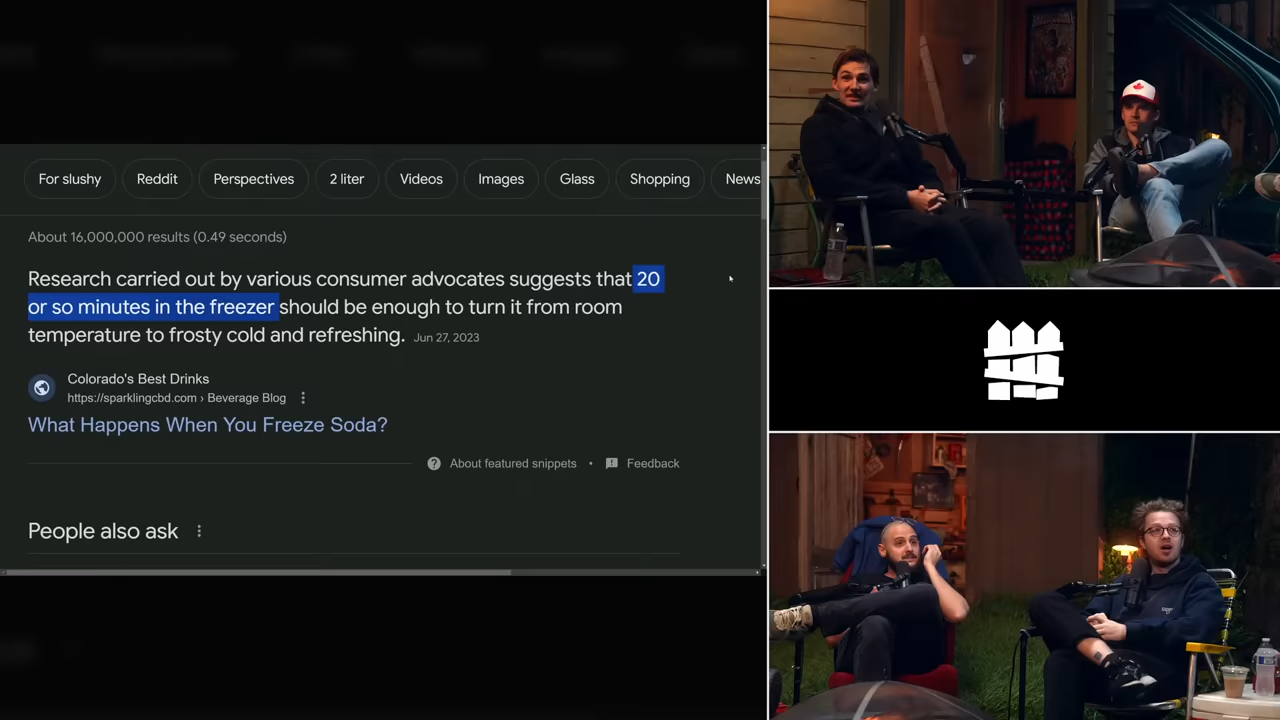 For slushy Reddit Perspectives 2 liter Videos Images Glass Shopping News
About 16,000,000 results (0.49 seconds)
Research carried out by various consumer advocates suggests that 20
or so minutes in the freezer should be enough to turn it from room
temperature to frosty cold and refreshing. Jun 27, 2023
Colorado's Best Drinks
https://sparklingcbd.com › Beverage Blog
What Happens When You Freeze Soda?
About featured snippets • Feedback
People also ask